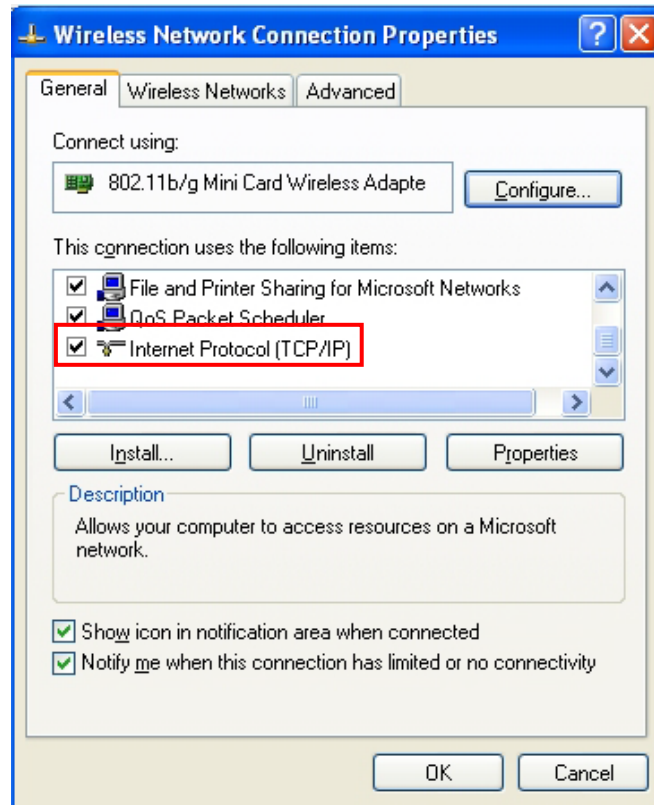 Wireless Network Connection Properties
General Wireless Networks Advanced
Connect using:
802.11b/g Mini Card Wireless Adapte Configure...
This connection uses the following items:
File and Printer Sharing for Microsoft Networks
QoS Packet Scheduler
Internet Protocol (TCP/IP)
Install... Uninstall Properties
Description
Allows your computer to access resources on a Microsoft
network.
Show icon in notification area when connected
Notify me when this connection has limited or no connectivity
OK Cancel